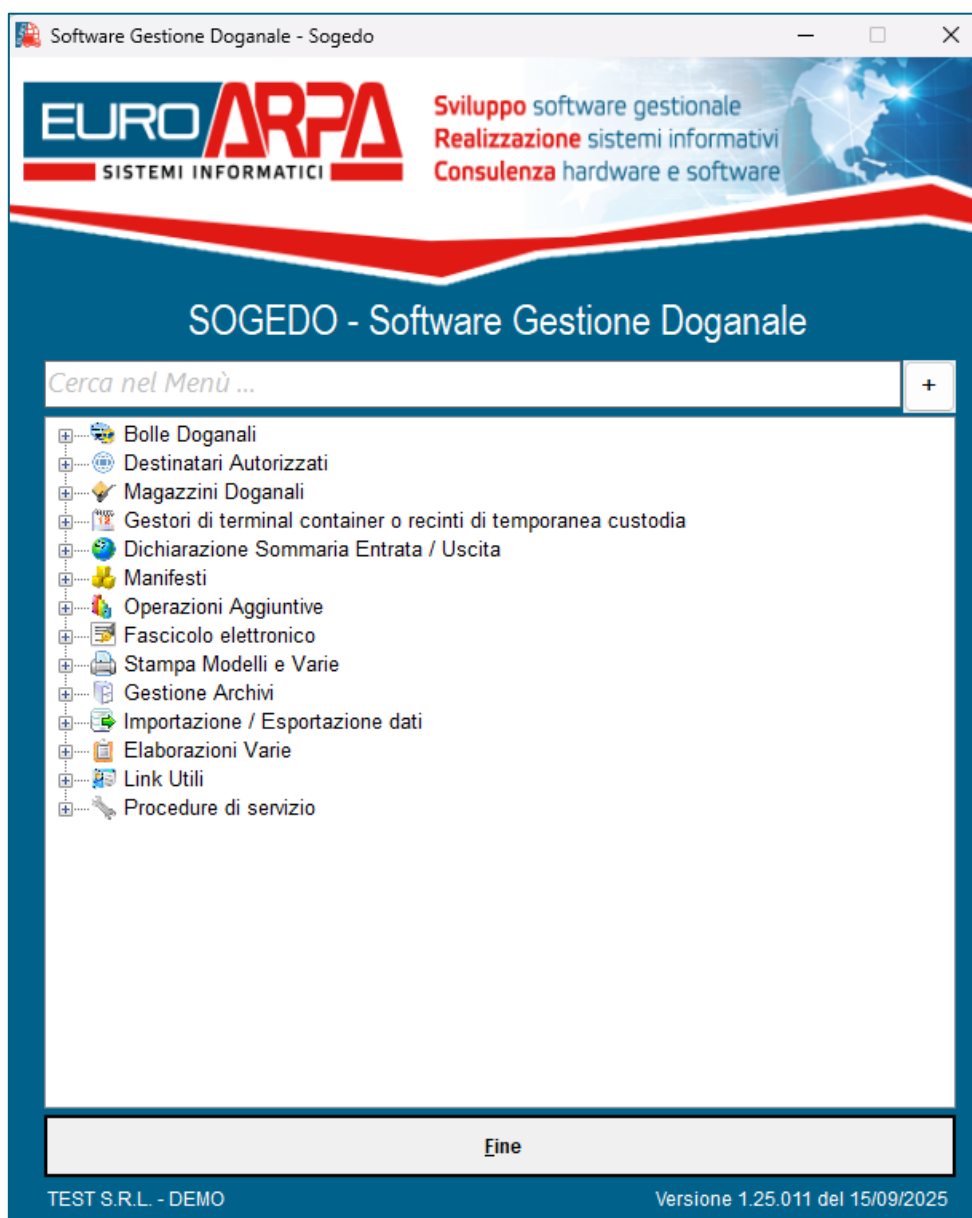 Software Gestione Doganale - Sogedo
EURO ARPA
SISTEMI INFORMATICI
Sviluppo software gestionale
Realizzazione sistemi informativi
Consulenza hardware e software
SOGEDO - Software Gestione Doganale
Cerca nel Menù ...
+
Bolle Doganali
Destinatari Autorizzati
Magazzini Doganali
Gestori di terminal container o recinti di temporanea custodia
Dichiarazione Sommaria Entrata / Uscita
Manifesti
Operazioni Aggiuntive
Fascicolo elettronico
Stampa Modelli e Varie
Gestione Archivi
Importazione / Esportazione dati
Elaborazioni Varie
Link Utili
Procedure di servizio
Fine
TEST S.R.L. - DEMO
Versione 1.25.011 del 15/09/2025